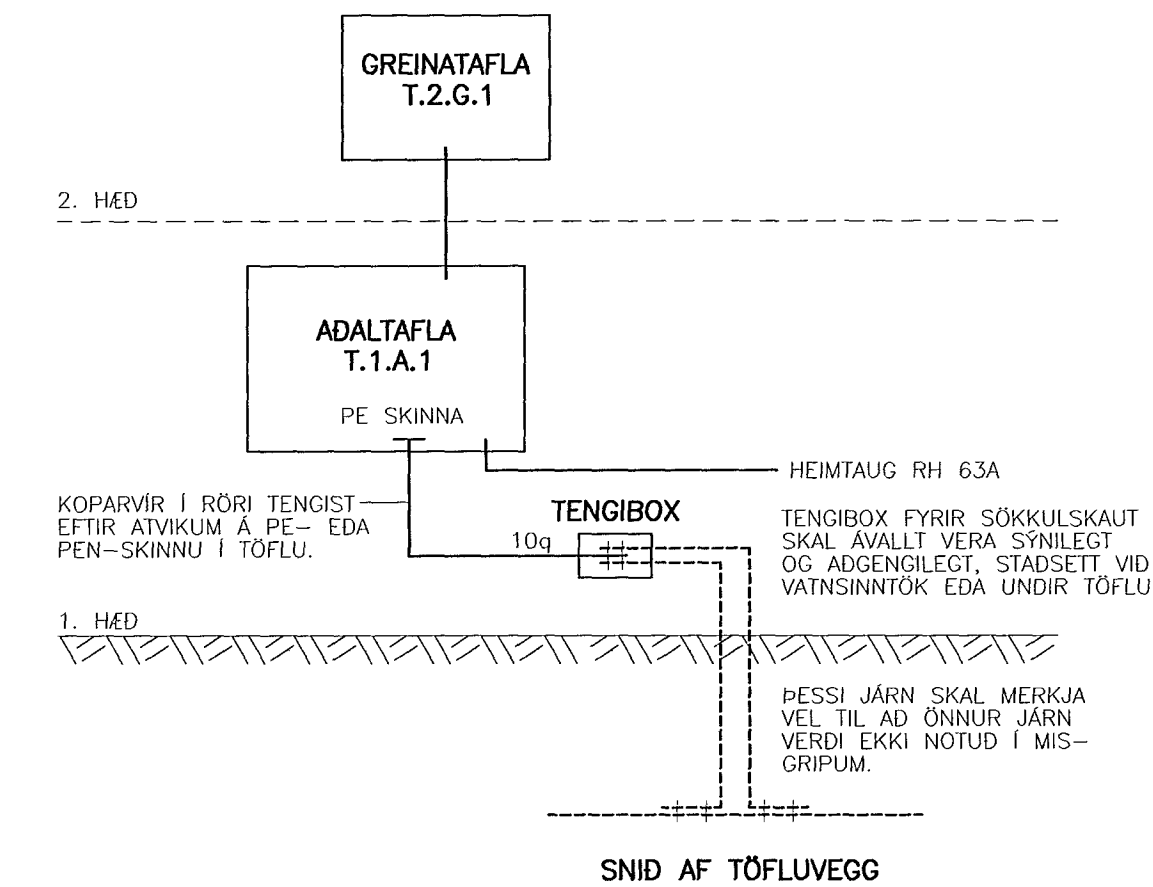 GREINATAFLA
T.2.G.1
2. HÆÐ
AÐALTAFLA
T.1.A.1
PE SKINNA
HEIMTAUG RH 63A
KOPARVÍR Í RÖRI TENGIST
EFTIR ATVIKUM Á PE- EÐA
PEN-SKINNU Í TÖFLU.
TENGIBOX
10q
TENGIBOX FYRIR SÖKKULSKAUT
SKAL ÁVALLT VERA SÝNILEGT
OG AÐGENGILEGT, STAÐSETT VIÐ
VATNSINNTÖK EÐA UNDIR TÖFLU
1. HÆÐ
ÞESSI JÁRN SKAL MERKJA
VEL TIL AÐ ÖNNUR JÁRN
VERÐI EKKI NOTUÐ Í MIS-
GRIPUM.
SNIÐ AF TÖFLUVEGG